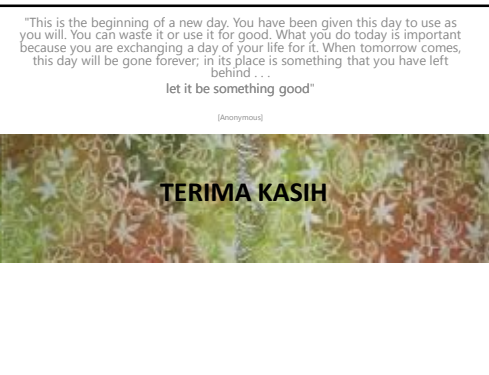 "This is the beginning of a new day. You have been given this day to use as
you will. You can waste it or use it for good. What you do today is important
because you are exchanging a day of your life for it. When tomorrow comes,
this day will be gone forever; in its place is something that you have left
behind . . .
let it be something good"
[Anonymous]
TERIMA KASIH